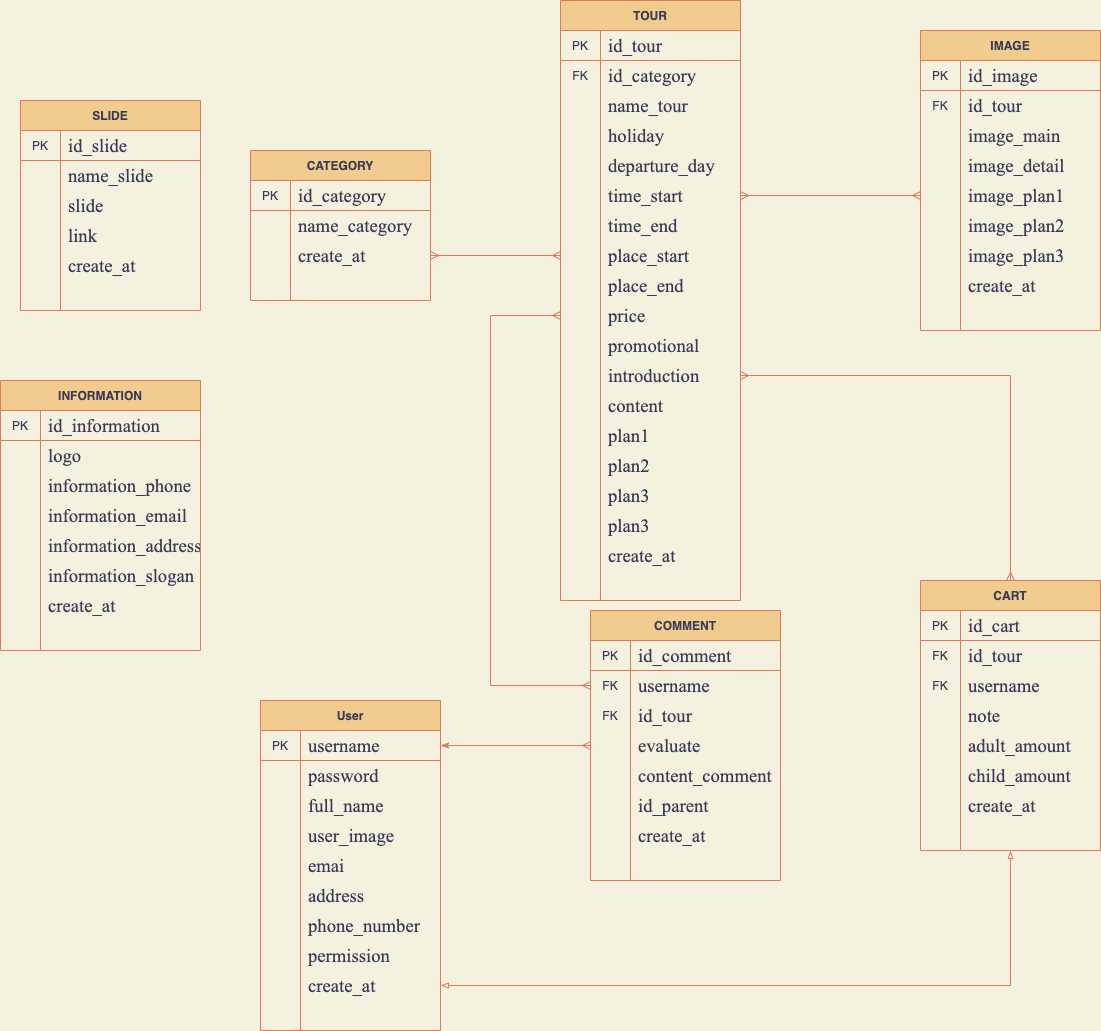 SLIDE
PK id_slide
name_slide
slide
link
create_at
INFORMATION
PK id_information
logo
information_phone
information_email
information_address
information_slogan
create_at
CATEGORY
PK id_category
name_category
create_at
User
PK username
password
full_name
user_image
emai
address
phone_number
permission
create_at
TOUR
PK id_tour
FK id_category
name_tour
holiday
departure_day
time_start
time_end
place_start
place_end
price
promotional
introduction
content
plan1
plan2
plan3
plan3
create_at
COMMENT
PK id_comment
FK username
FK id_tour
evaluate
content_comment
id_parent
create_at
IMAGE
PK id_image
FK id_tour
image_main
image_detail
image_plan1
image_plan2
image_plan3
create_at
CART
PK id_cart
FK id_tour
FK username
note
adult_amount
child_amount
create_at